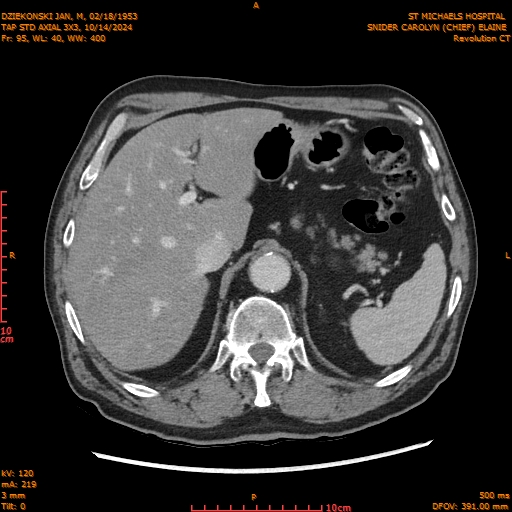 A
DZIEKONSKI JAN, M, 02/18/1953
TAP STD AXIAL 3X3, 10/14/2024
Fr: 95, WL: 40, WW: 400
ST MICHAELS HOSPITAL
SNIDER CAROLYN (CHIEF) ELAINE
Revolution CT
R
L
10
cm
kV: 120
mA: 219
3 mm
Tilt: 0
P
10cm
500 ms
DFOV: 391.00 mm